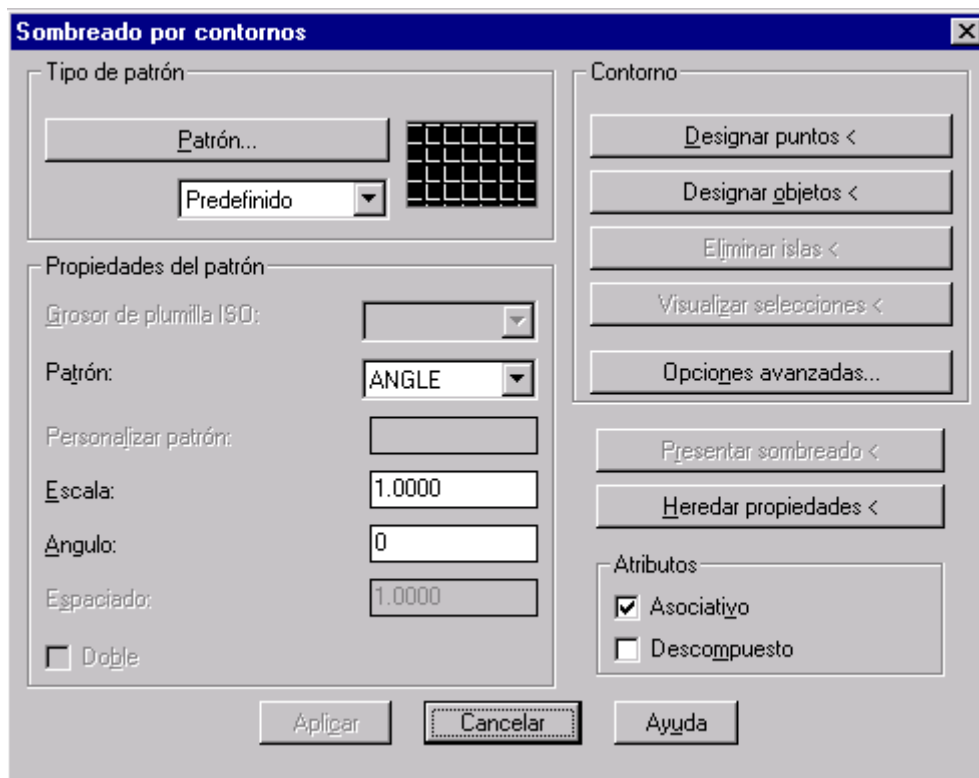 Sombreado por contornos
Tipo de patrón
Patrón...
Predefinido
Propiedades del patrón
Grosor de plumilla ISO:
Patrón:
ANGLE
Personalizar patrón:
Escala:
1.0000
Angulo:
0
Espaciado:
1.0000
Doble
Contorno
Designar puntos <
Designar objetos <
Eliminar islas <
Visualizar selecciones <
Opciones avanzadas...
Presentar sombreado <
Heredar propiedades <
Atributos
Asociativo
Descompuesto
Aplicar
Cancelar
Ayuda